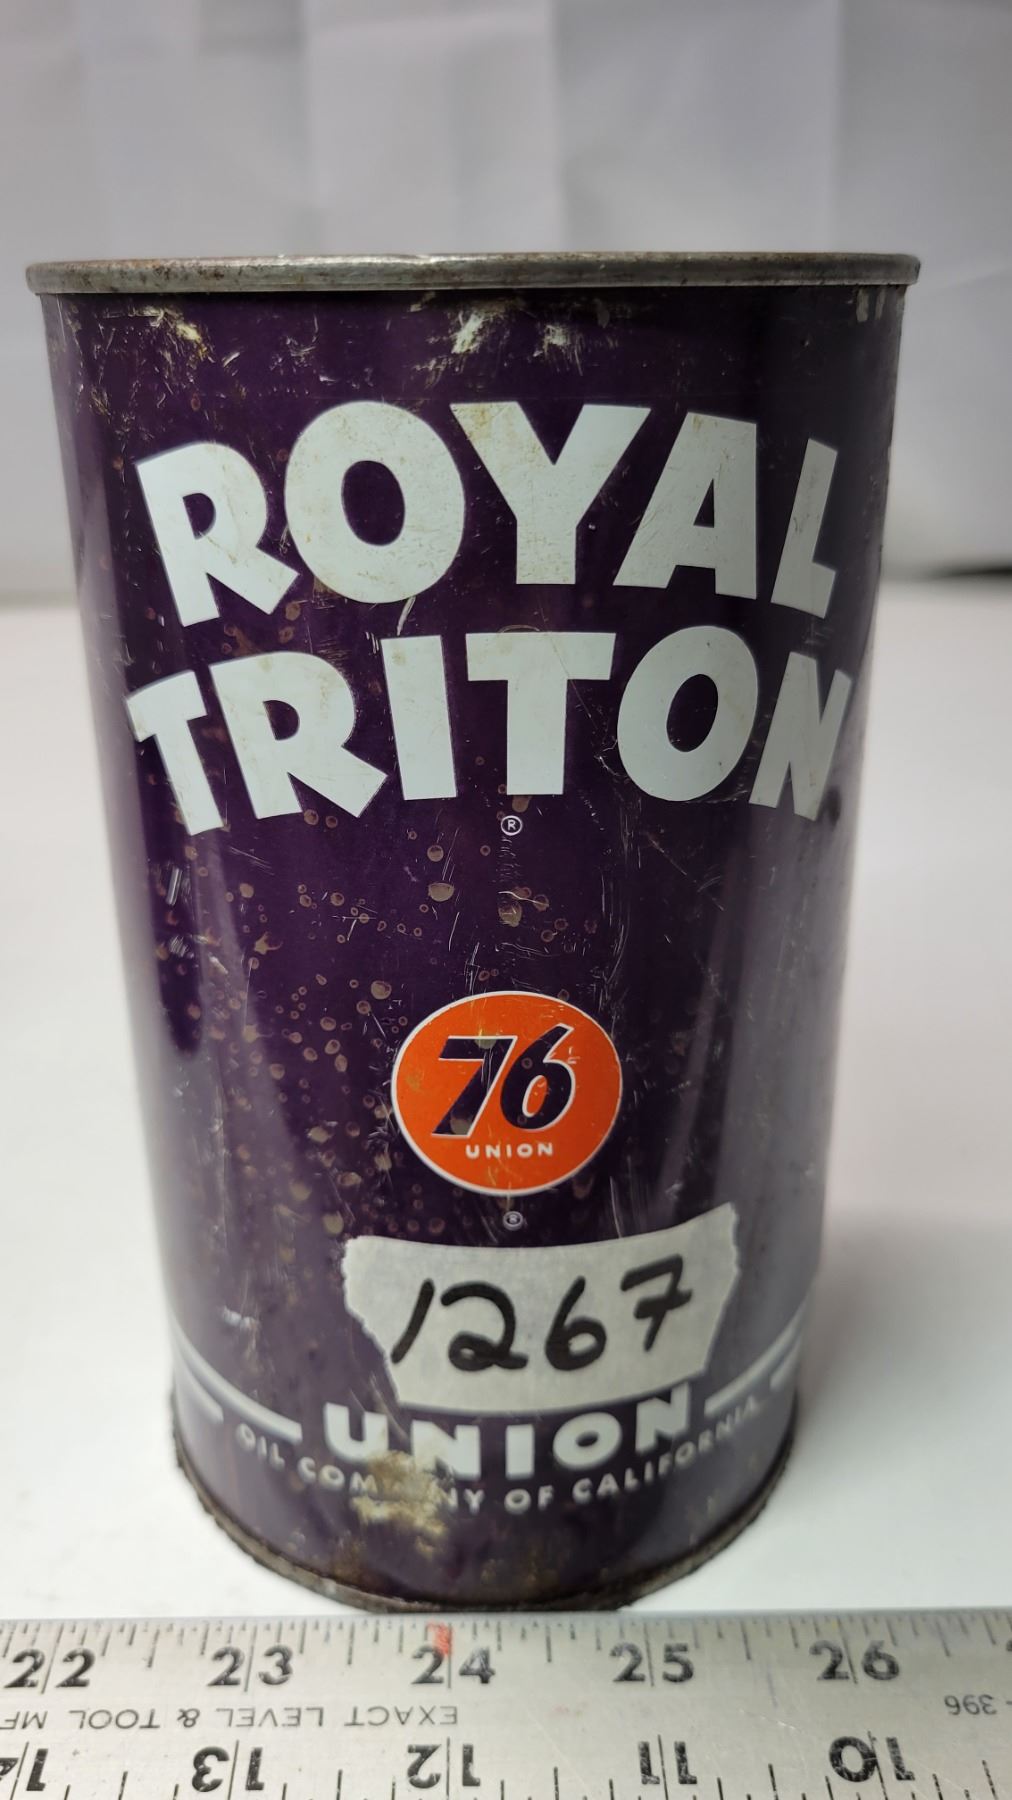 ROYAL
TRITON
®
76
UNION
®
1267
UNION
OIL COMPANY OF CALIFORNIA
22 23 24 25 26
EXACT LEVEL & TOOL MF
396
14 13 12 11 10